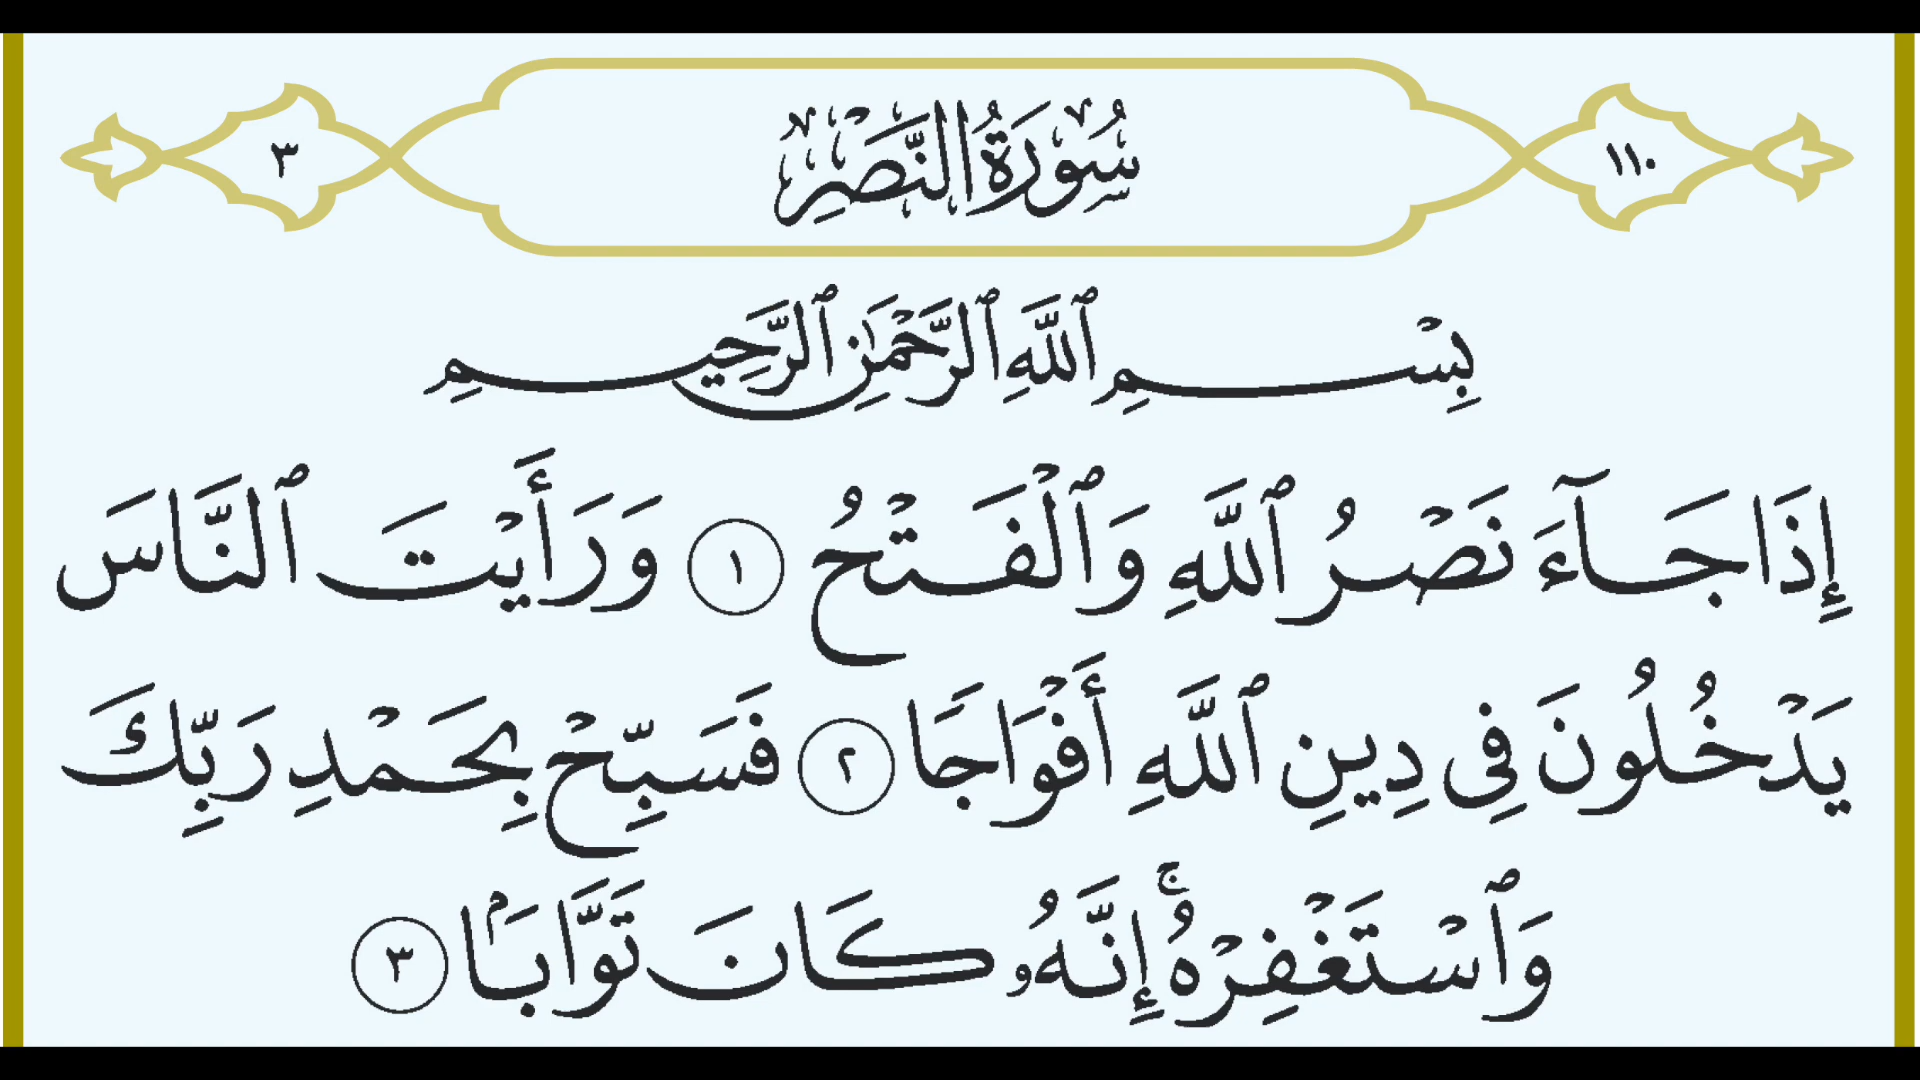 ١١٠ سُورَةُ النَّصْرِ ٣
بِسْمِ ٱللَّهِ ٱلرَّحْمَٰنِ ٱلرَّحِيمِ
إِذَا جَآءَ نَصْرُ ٱللَّهِ وَٱلْفَتْحُ ١ وَرَأَيْتَ ٱلنَّاسَ
يَدْخُلُونَ فِى دِينِ ٱللَّهِ أَفْوَاجًا ٢ فَسَبِّحْ بِحَمْدِ رَبِّكَ
وَٱسْتَغْفِرْهُ ۚ إِنَّهُۥ كَانَ تَوَّابَۢا ٣